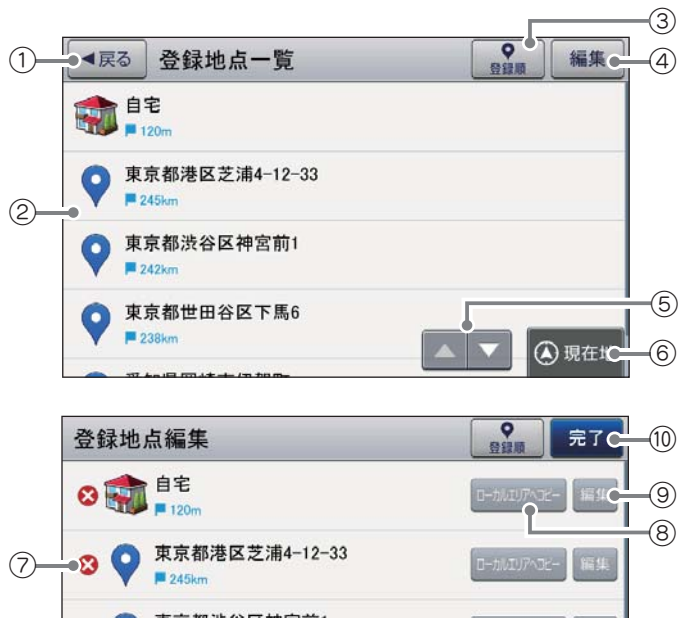 ③
① ◀戻る 登録地点一覧 登録順 編集 ④
自宅
120m
東京都港区芝浦4-12-33
② 245km
東京都渋谷区神宮前1
242km
東京都世田谷区下馬6
⑤
238km
現在地 ⑥
登録地点編集 登録順 完了 ⑩
自宅
120m
ローカルエリアへコピー 編集 ⑨
⑧
東京都港区芝浦4-12-33
⑦ ローカルエリアへコピー 編集
245km